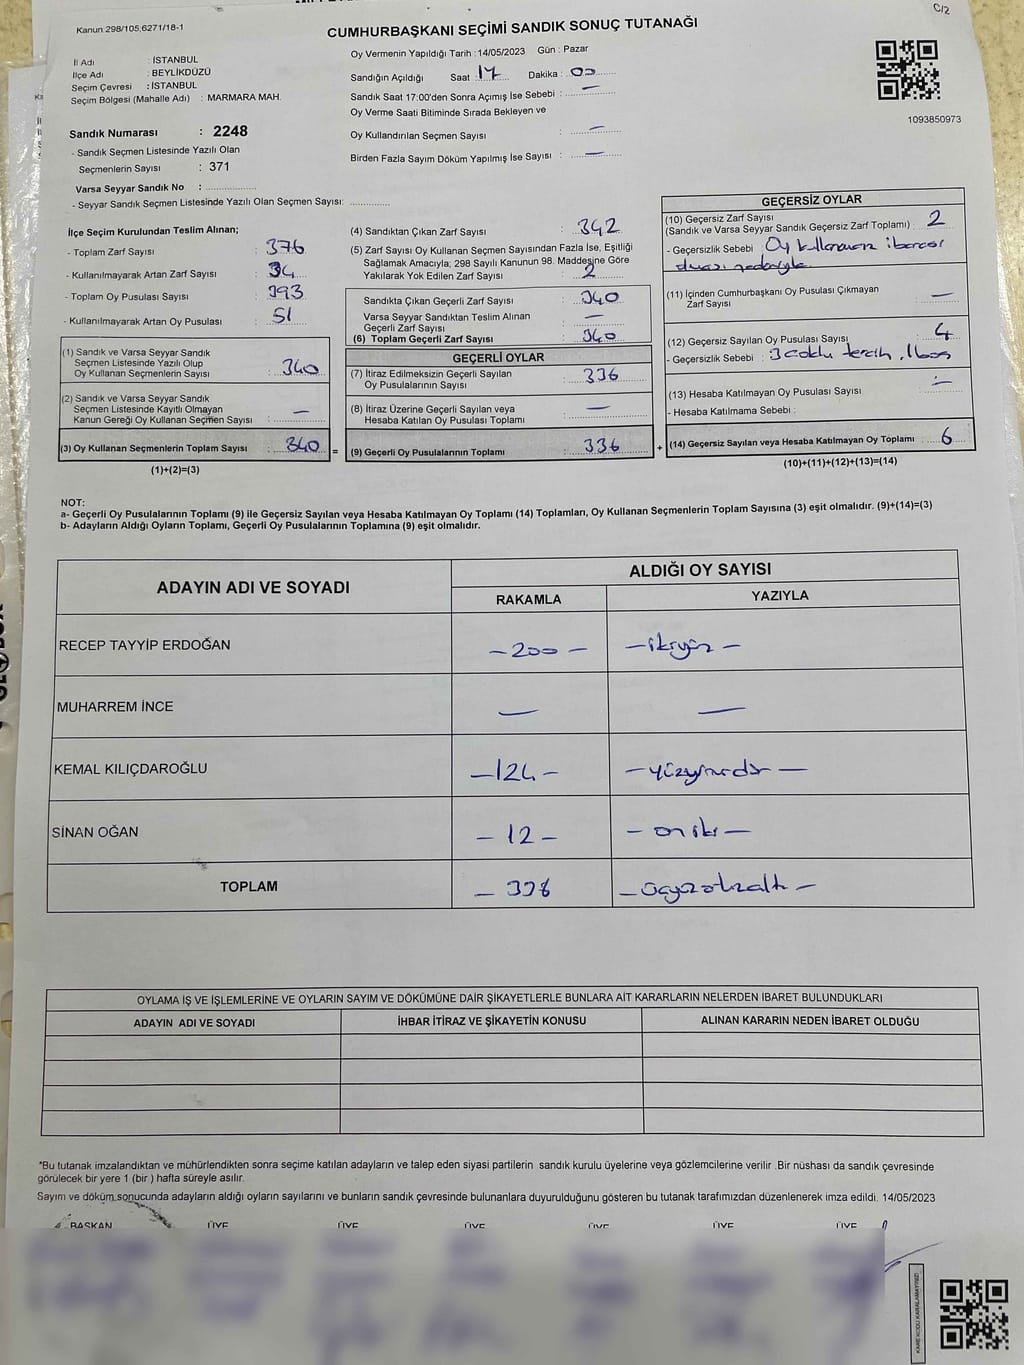 C/2
Kanun 298/105;6271/18-1
CUMHURBAŞKANI SEÇİMİ SANDIK SONUÇ TUTANAĞI
İl Adı : İSTANBUL
İlçe Adı : BEYLİKDÜZÜ
Seçim Çevresi : İSTANBUL
Seçim Bölgesi (Mahalle Adı) : MARMARA MAH.
Sandık Numarası : 2248
- Sandık Seçmen Listesinde Yazılı Olan
Seçmenlerin Sayısı : 371
Varsa Seyyar Sandık No :
- Seyyar Sandık Seçmen Listesinde Yazılı Olan Seçmen Sayısı:
Oy Vermenin Yapıldığı Tarih : 14/05/2023 Gün : Pazar
Sandığın Açıldığı Saat 17 Dakika : 00
Sandık Saat 17:00'den Sonra Açımış İse Sebebi : —
Oy Verme Saati Bitiminde Sırada Bekleyen ve
Oy Kullandırılan Seçmen Sayısı : —
Birden Fazla Sayım Döküm Yapılmış İse Sayısı : —
1093850973
İlçe Seçim Kurulundan Teslim Alınan;
- Toplam Zarf Sayısı : 376
- Kullanılmayarak Artan Zarf Sayısı : 34
- Toplam Oy Pusulası Sayısı : 393
- Kullanılmayarak Artan Oy Pusulası : 51
(1) Sandık ve Varsa Seyyar Sandık
Seçmen Listesinde Yazılı Olup
Oy Kullanan Seçmenlerin Sayısı : 340
(2) Sandık ve Varsa Seyyar Sandık
Seçmen Listesinde Kayıtlı Olmayan
Kanun Gereği Oy Kullanan Seçmen Sayısı : —
(3) Oy Kullanan Seçmenlerin Toplam Sayısı : 340 =
(1)+(2)=(3)
(4) Sandıktan Çıkan Zarf Sayısı : 342
(5) Zarf Sayısı Oy Kullanan Seçmen Sayısından Fazla İse, Eşitliği
Sağlamak Amacıyla; 298 Sayılı Kanunun 98. Maddesine Göre
Yakılarak Yok Edilen Zarf Sayısı : 2
Sandıkta Çıkan Geçerli Zarf Sayısı : 340
Varsa Seyyar Sandıktan Teslim Alınan
Geçerli Zarf Sayısı : —
(6) Toplam Geçerli Zarf Sayısı : 340
GEÇERLİ OYLAR
(7) İtiraz Edilmeksizin Geçerli Sayılan
Oy Pusulalarının Sayısı : 336
(8) İtiraz Üzerine Geçerli Sayılan veya
Hesaba Katılan Oy Pusulası Toplamı : —
(9) Geçerli Oy Pusulalarının Toplamı : 336 +
GEÇERSİZ OYLAR
(10) Geçersiz Zarf Sayısı
(Sandık ve Varsa Seyyar Sandık Geçersiz Zarf Toplamı) : 2
- Geçersizlik Sebebi : Oy kullanınız ibaresi
(11) İçinden Cumhurbaşkanı Oy Pusulası Çıkmayan
Zarf Sayısı : —
(12) Geçersiz Sayılan Oy Pusulası Sayısı : 4
- Geçersizlik Sebebi : 3 çoklu tercih, 1 boş
(13) Hesaba Katılmayan Oy Pusulası Sayısı : —
- Hesaba Katılmama Sebebi :
(14) Geçersiz Sayılan veya Hesaba Katılmayan Oy Toplamı : 6
(10)+(11)+(12)+(13)=(14)
NOT:
a- Geçerli Oy Pusulalarının Toplamı (9) ile Geçersiz Sayılan veya Hesaba Katılmayan Oy Toplamı (14) Toplamları, Oy Kullanan Seçmenlerin Toplam Sayısına (3) eşit olmalıdır. (9)+(14)=(3)
b- Adayların Aldığı Oyların Toplamı, Geçerli Oy Pusulalarının Toplamına (9) eşit olmalıdır.
ADAYIN ADI VE SOYADI
ALDIĞI OY SAYISI
RAKAMLA YAZIYLA
RECEP TAYYİP ERDOĞAN – 200 – – ikiyüz –
MUHARREM İNCE — —
KEMAL KILIÇDAROĞLU – 124 – – yüzyirmidört –
SİNAN OĞAN – 12 – – on iki –
TOPLAM – 336 – üçyüzotuzaltı –
OYLAMA İŞ VE İŞLEMLERİNE VE OYLARIN SAYIM VE DÖKÜMÜNE DAİR ŞİKAYETLERLE BUNLARA AİT KARARLARIN NELERDEN İBARET BULUNDUKLARI
ADAYIN ADI VE SOYADI İHBAR İTİRAZ VE ŞİKAYETİN KONUSU ALINAN KARARIN NEDEN İBARET OLDUĞU
*Bu tutanak imzalandıktan ve mühürlendikten sonra seçime katılan adayların ve talep eden siyasi partilerin sandık kurulu üyelerine veya gözlemcilerine verilir .Bir nüshası da sandık çevresinde
görülecek bir yere 1 (bir ) hafta süreyle asılır.
Sayım ve döküm sonucunda adayların aldığı oyların sayılarını ve bunların sandık çevresinde bulunanlara duyurulduğunu gösteren bu tutanak tarafımızdan düzenlenerek imza edildi. 14/05/2023
BAŞKAN ÜYE ÜYE ÜYE ÜYE ÜYE ÜYE
KARE KODU KARALAMAYINIZ!